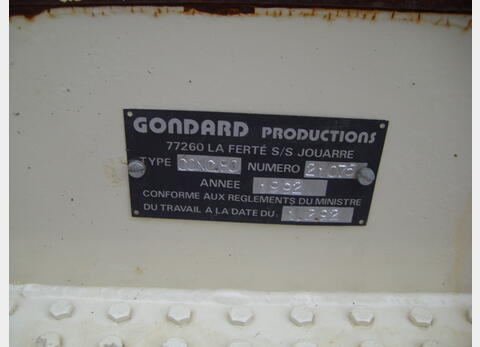 GONDARD PRODUCTIONS
77260 LA FERTÉ S/S JOUARRE
TYPE NUMERO
ANNEE 1992
CONFORME AUX REGLEMENTS DU MINISTRE
DU TRAVAIL A LA DATE DU.